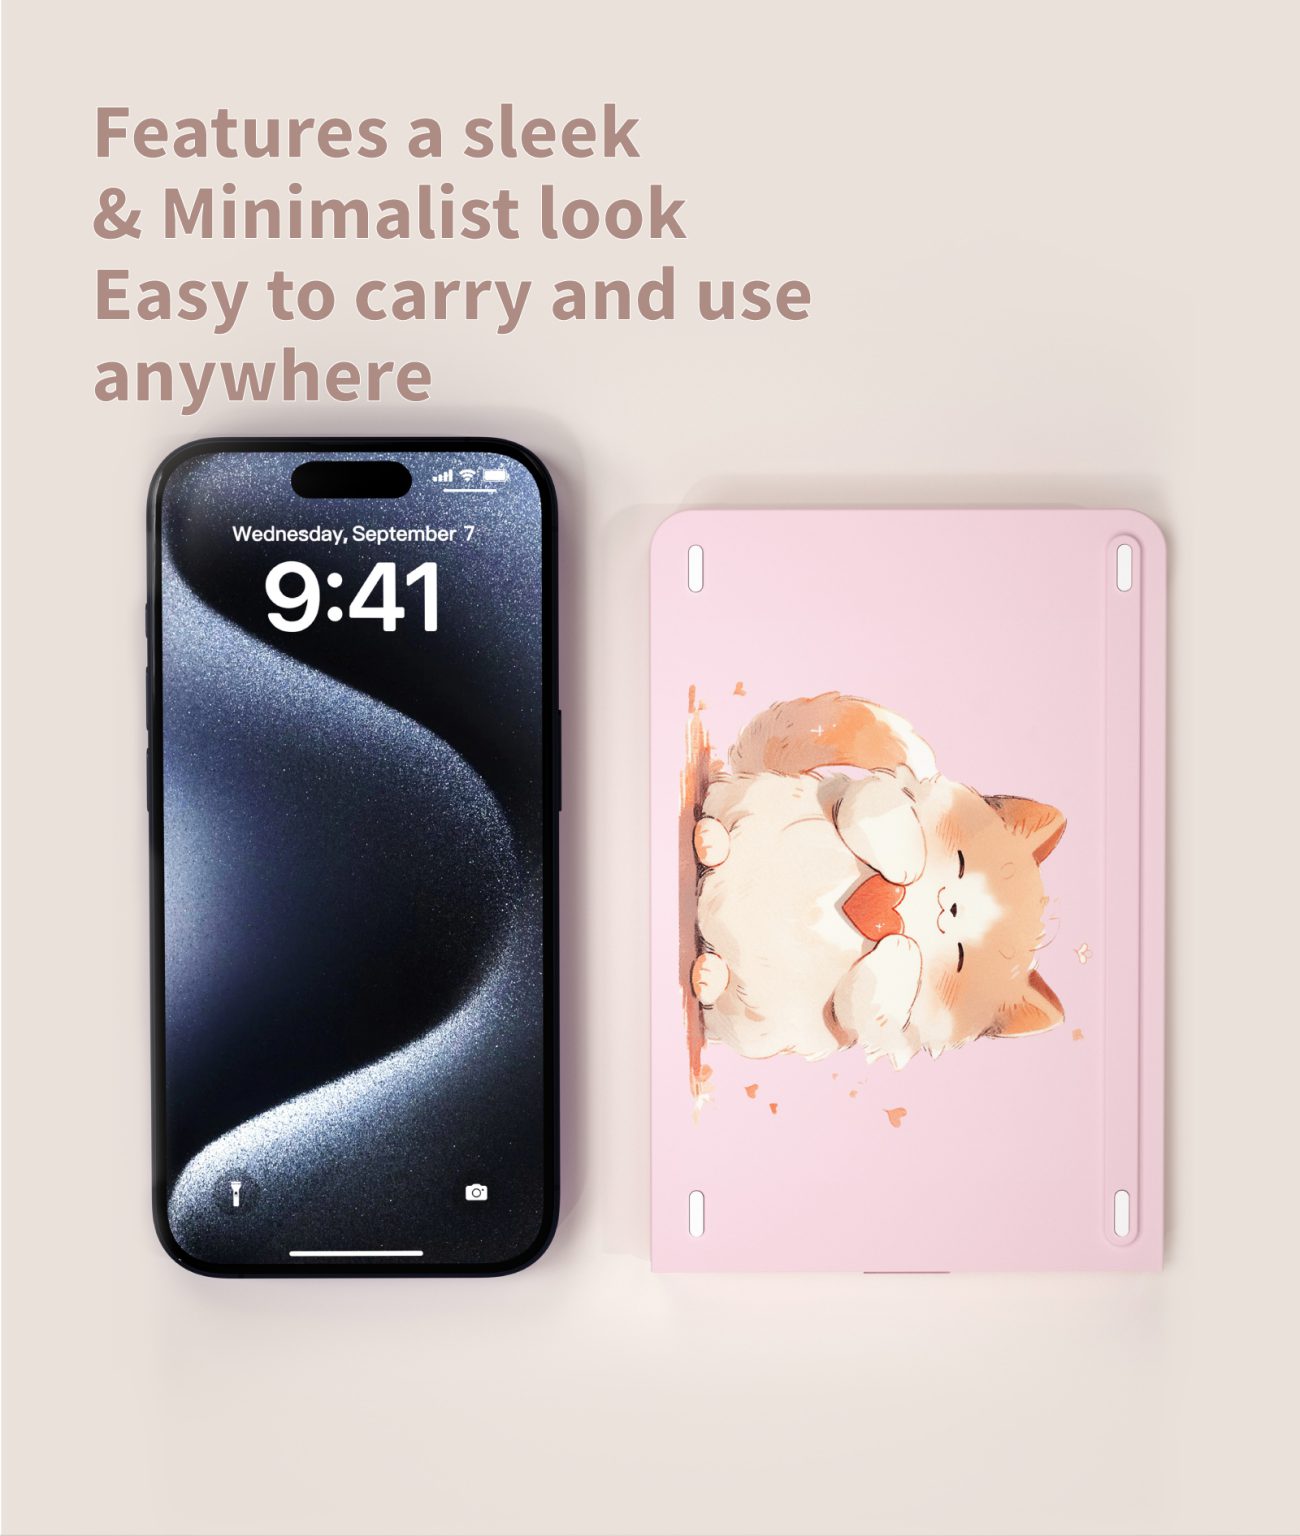 Features a sleek
& Minimalist look
Easy to carry and use
anywhere
Wednesday, September 7
9:41